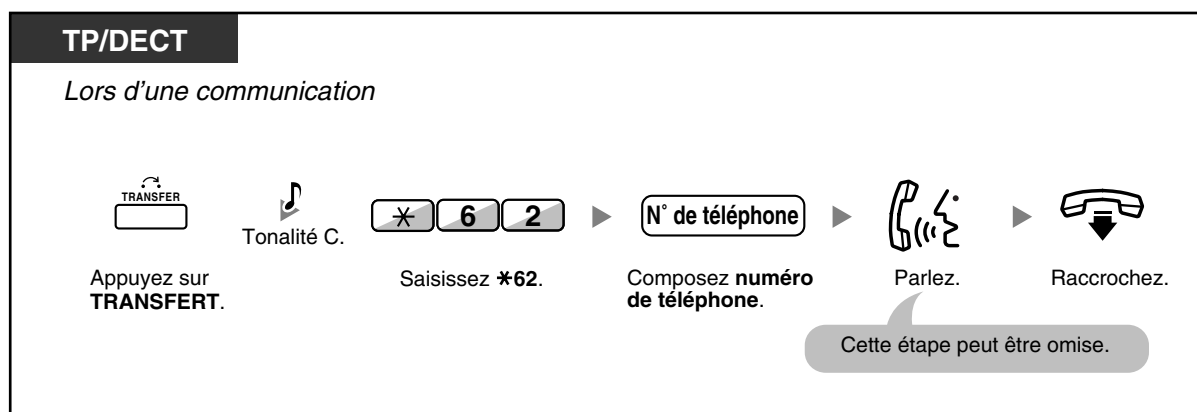 TP/DECT
Lors d'une communication
TRANSFER
Tonalité C.
✳ 6 2
N° de téléphone
Appuyez sur
TRANSFERT.
Saisissez ✳62.
Composez numéro
de téléphone.
Parlez.
Raccrochez.
Cette étape peut être omise.